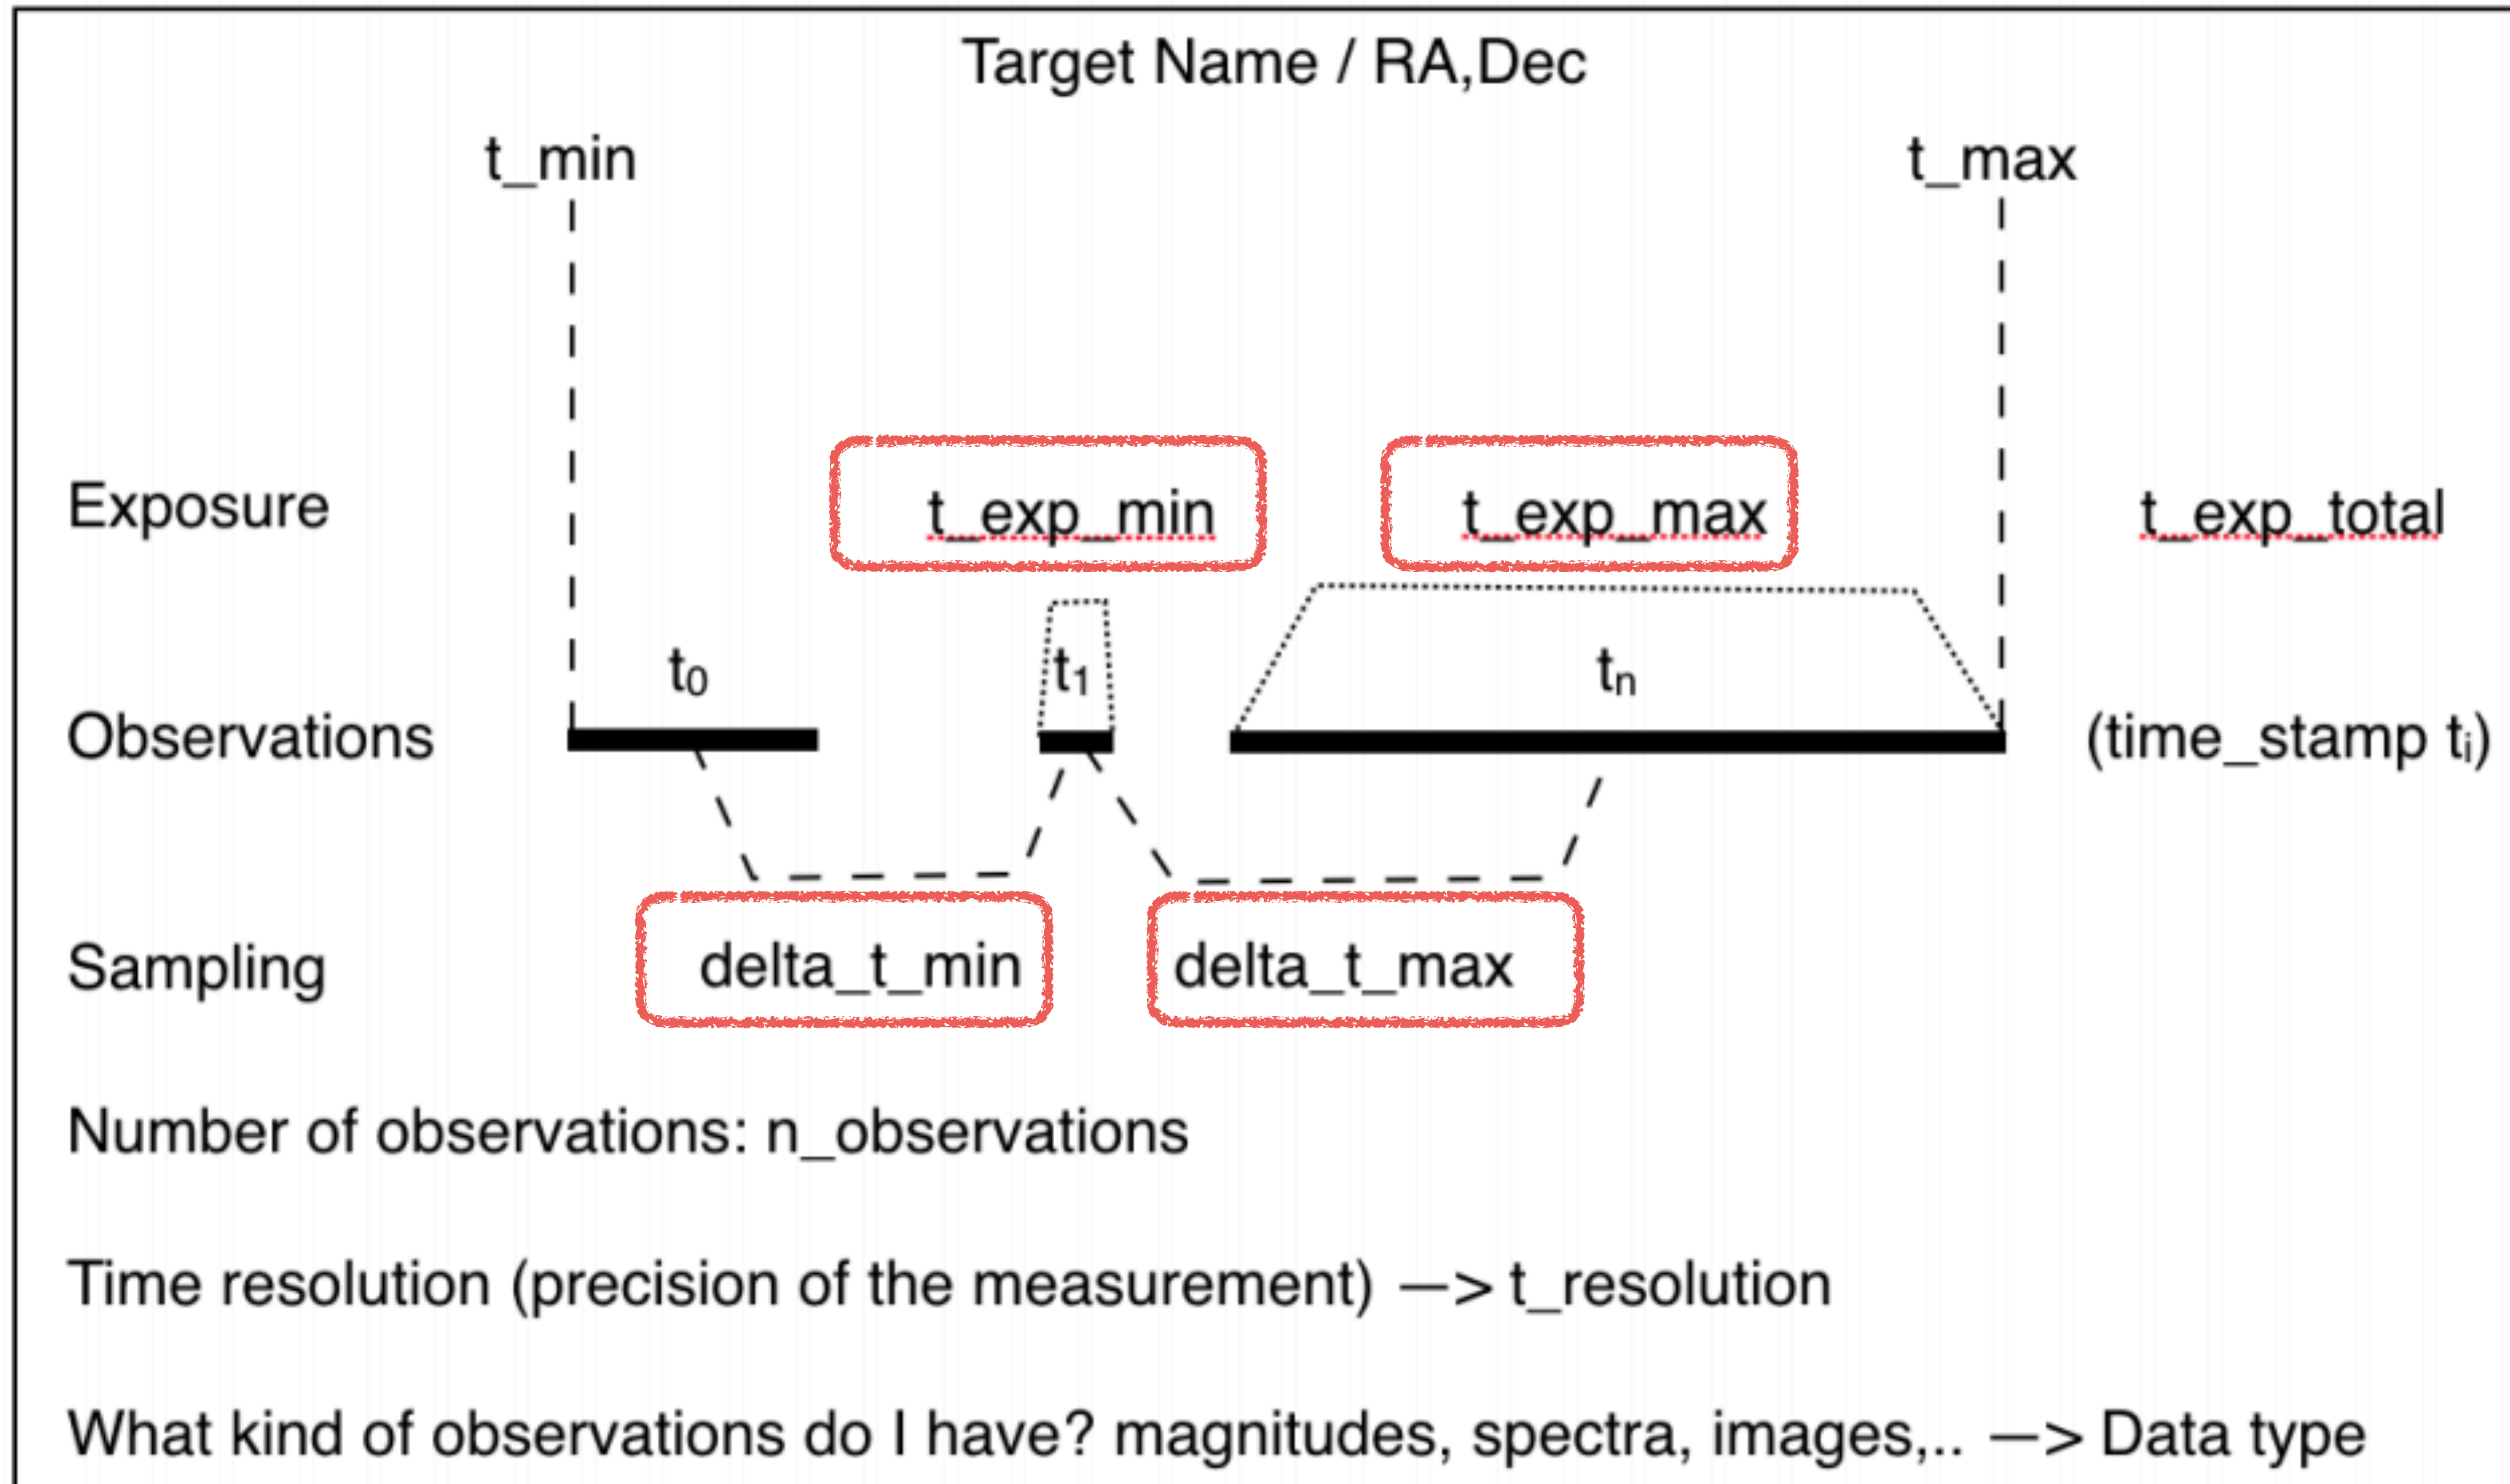 Target Name / RA,Dec
t_min t_max
Exposure t_exp_min t_exp_max t_exp_total
t₀ t₁ tₙ
Observations (time_stamp tᵢ)
Sampling delta_t_min delta_t_max
Number of observations: n_observations
Time resolution (precision of the measurement) —> t_resolution
What kind of observations do I have? magnitudes, spectra, images,.. —> Data type